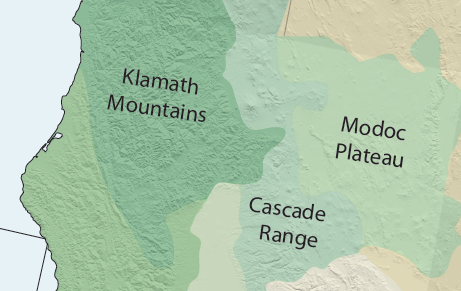 Klamath
Mountains
Modoc
Plateau
Cascade
Range